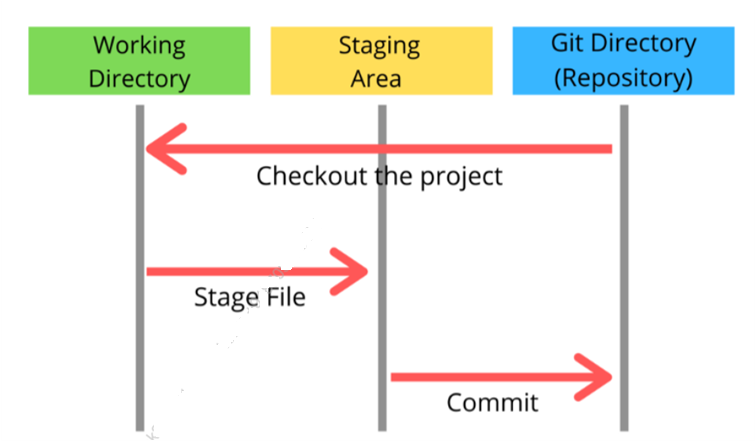 Working
Directory
Staging
Area
Git Directory
(Repository)
Checkout the project
Stage File
Commit